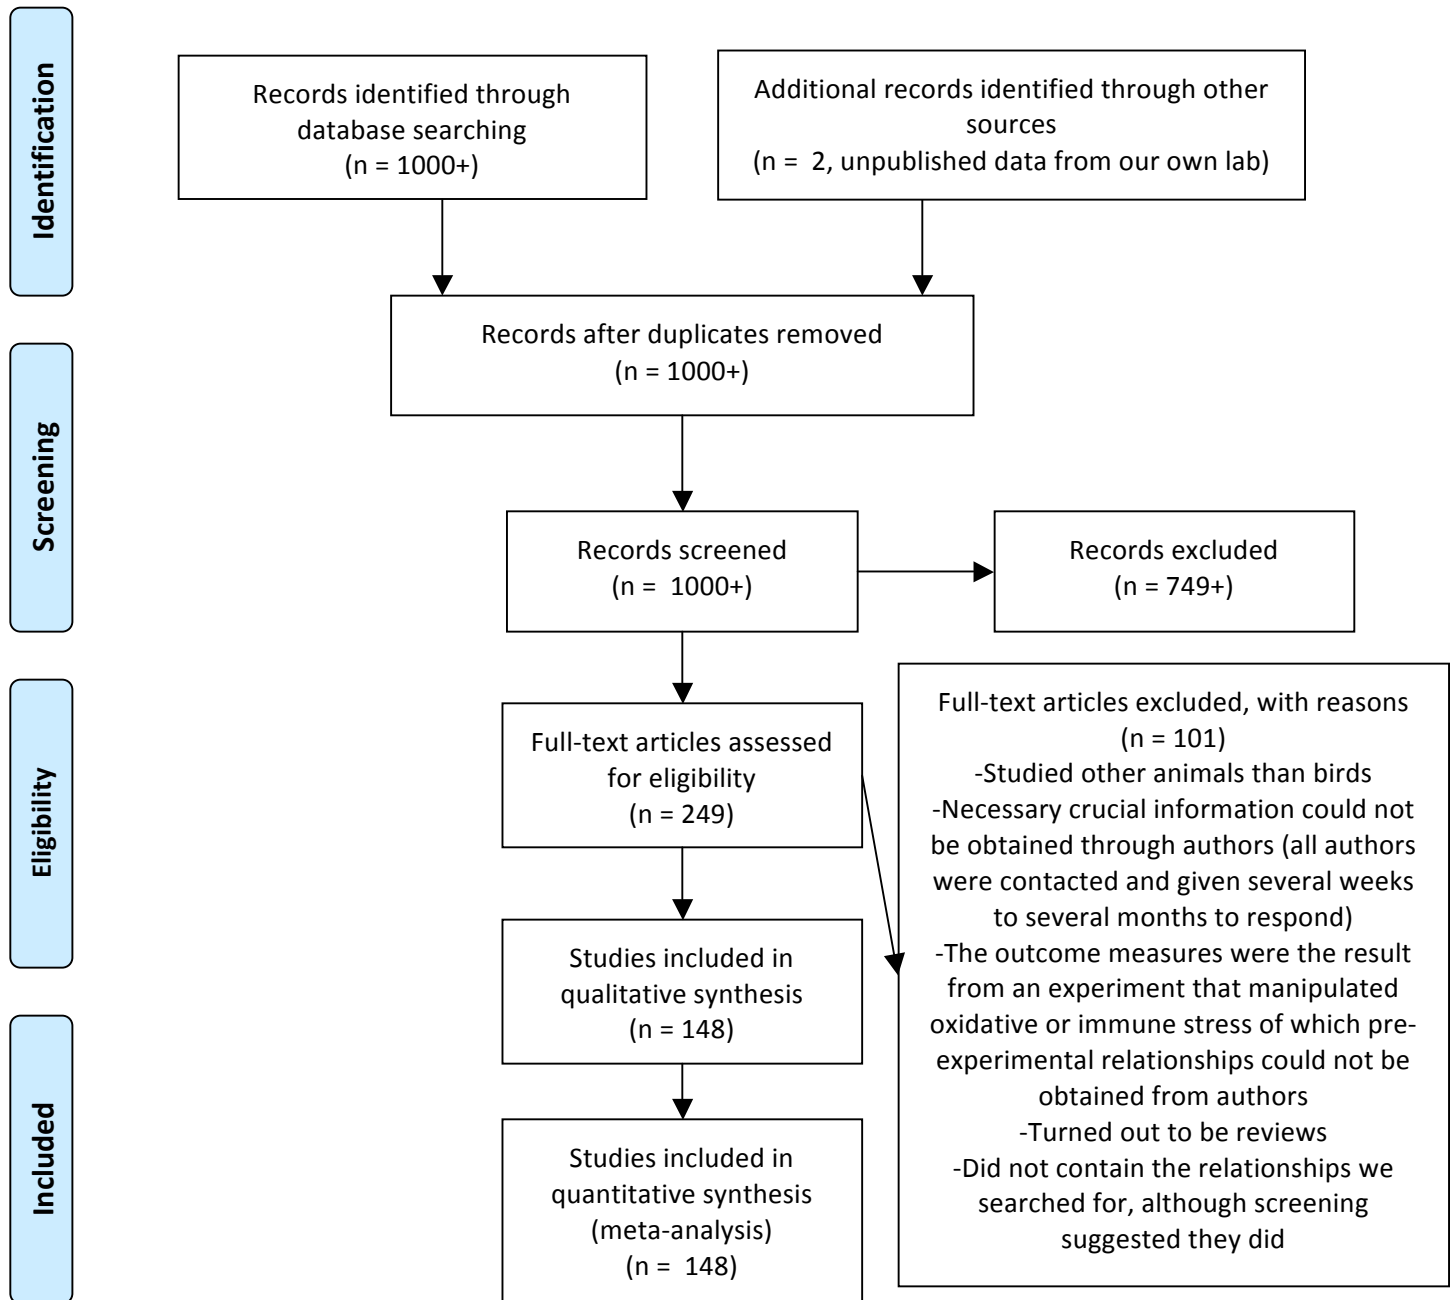 Identification
Records identified through
database searching
(n = 1000+)
Additional records identified through other
sources
(n =  2, unpublished data from our own lab)
Records after duplicates removed
(n = 1000+)
Screening
Records screened
(n =  1000+)
Records excluded
(n = 749+)
Eligibility
Full-text articles assessed
for eligibility
(n = 249)
Full-text articles excluded, with reasons
(n = 101)
-Studied other animals than birds
-Necessary crucial information could not
be obtained through authors (all authors
were contacted and given several weeks
to several months to respond)
-The outcome measures were the result
from an experiment that manipulated
oxidative or immune stress of which pre-
experimental relationships could not be
obtained from authors
-Turned out to be reviews
-Did not contain the relationships we
searched for, although screening
suggested they did
Studies included in
qualitative synthesis
(n = 148)
Included
Studies included in
quantitative synthesis
(meta-analysis)
(n =  148)